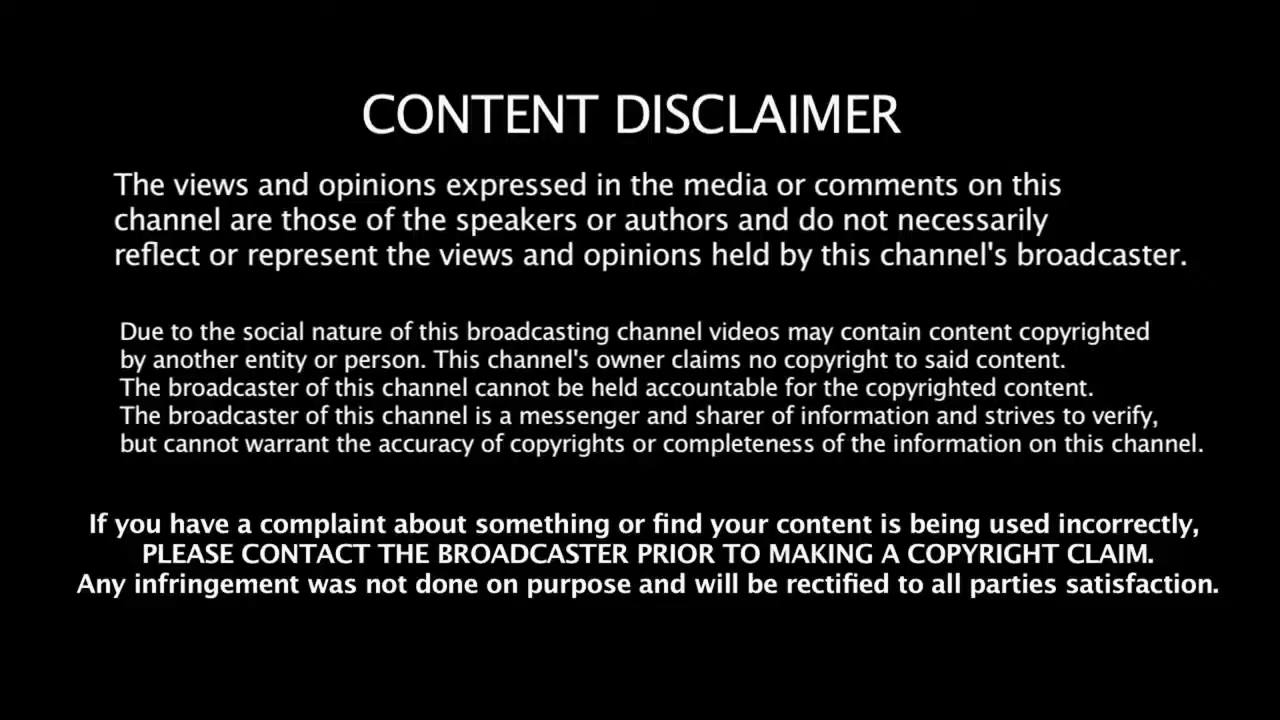 CONTENT DISCLAIMER
The views and opinions expressed in the media or comments on this
channel are those of the speakers or authors and do not necessarily
reflect or represent the views and opinions held by this channel's broadcaster.
Due to the social nature of this broadcasting channel videos may contain content copyrighted
by another entity or person. This channel's owner claims no copyright to said content.
The broadcaster of this channel cannot be held accountable for the copyrighted content.
The broadcaster of this channel is a messenger and sharer of information and strives to verify,
but cannot warrant the accuracy of copyrights or completeness of the information on this channel.
If you have a complaint about something or find your content is being used incorrectly,
PLEASE CONTACT THE BROADCASTER PRIOR TO MAKING A COPYRIGHT CLAIM.
Any infringement was not done on purpose and will be rectified to all parties satisfaction.